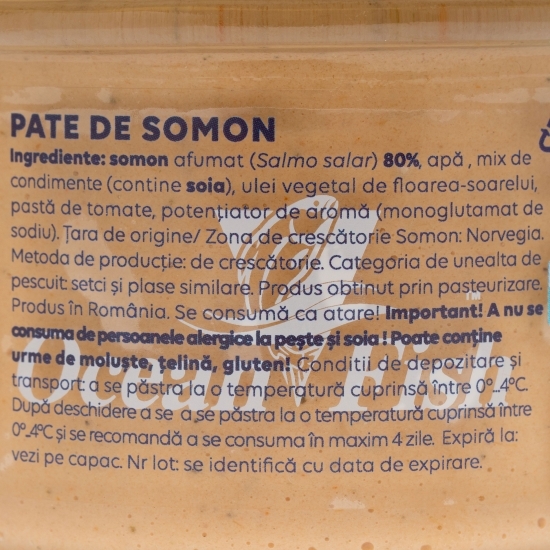 PATE DE SOMON
Ingrediente: somon afumat (Salmo salar) 80%, apă , mix de
condimente (contine soia), ulei vegetal de floarea-soarelui,
pastă de tomate, potențiator de aromă (monoglutamat de
sodiu). Tara de origine/ Zona de crescătorie Somon: Norvegia.
Metoda de producție: de crescătorie. Categoria de unealta de
pescuit: setci și plase similare. Produs obtinut prin pasteurizare.
Produs în România. Se consumă ca atare! Important! A nu se
consuma de persoanele alergice la pește si soia ! Poate conține
urme de moluște, țelină, gluten! Conditii de depozitare și
transport: a se păstra la o temperatură cuprinsă între 0°..4°C.
După deschidere a se a se păstra la o temperatură cuprinsă între
0°..4°C și se recomandă a se consuma în maxim 4 zile. Expiră la:
vezi pe capac. Nr lot: se identifică cu data de expirare.
Ocean Fish